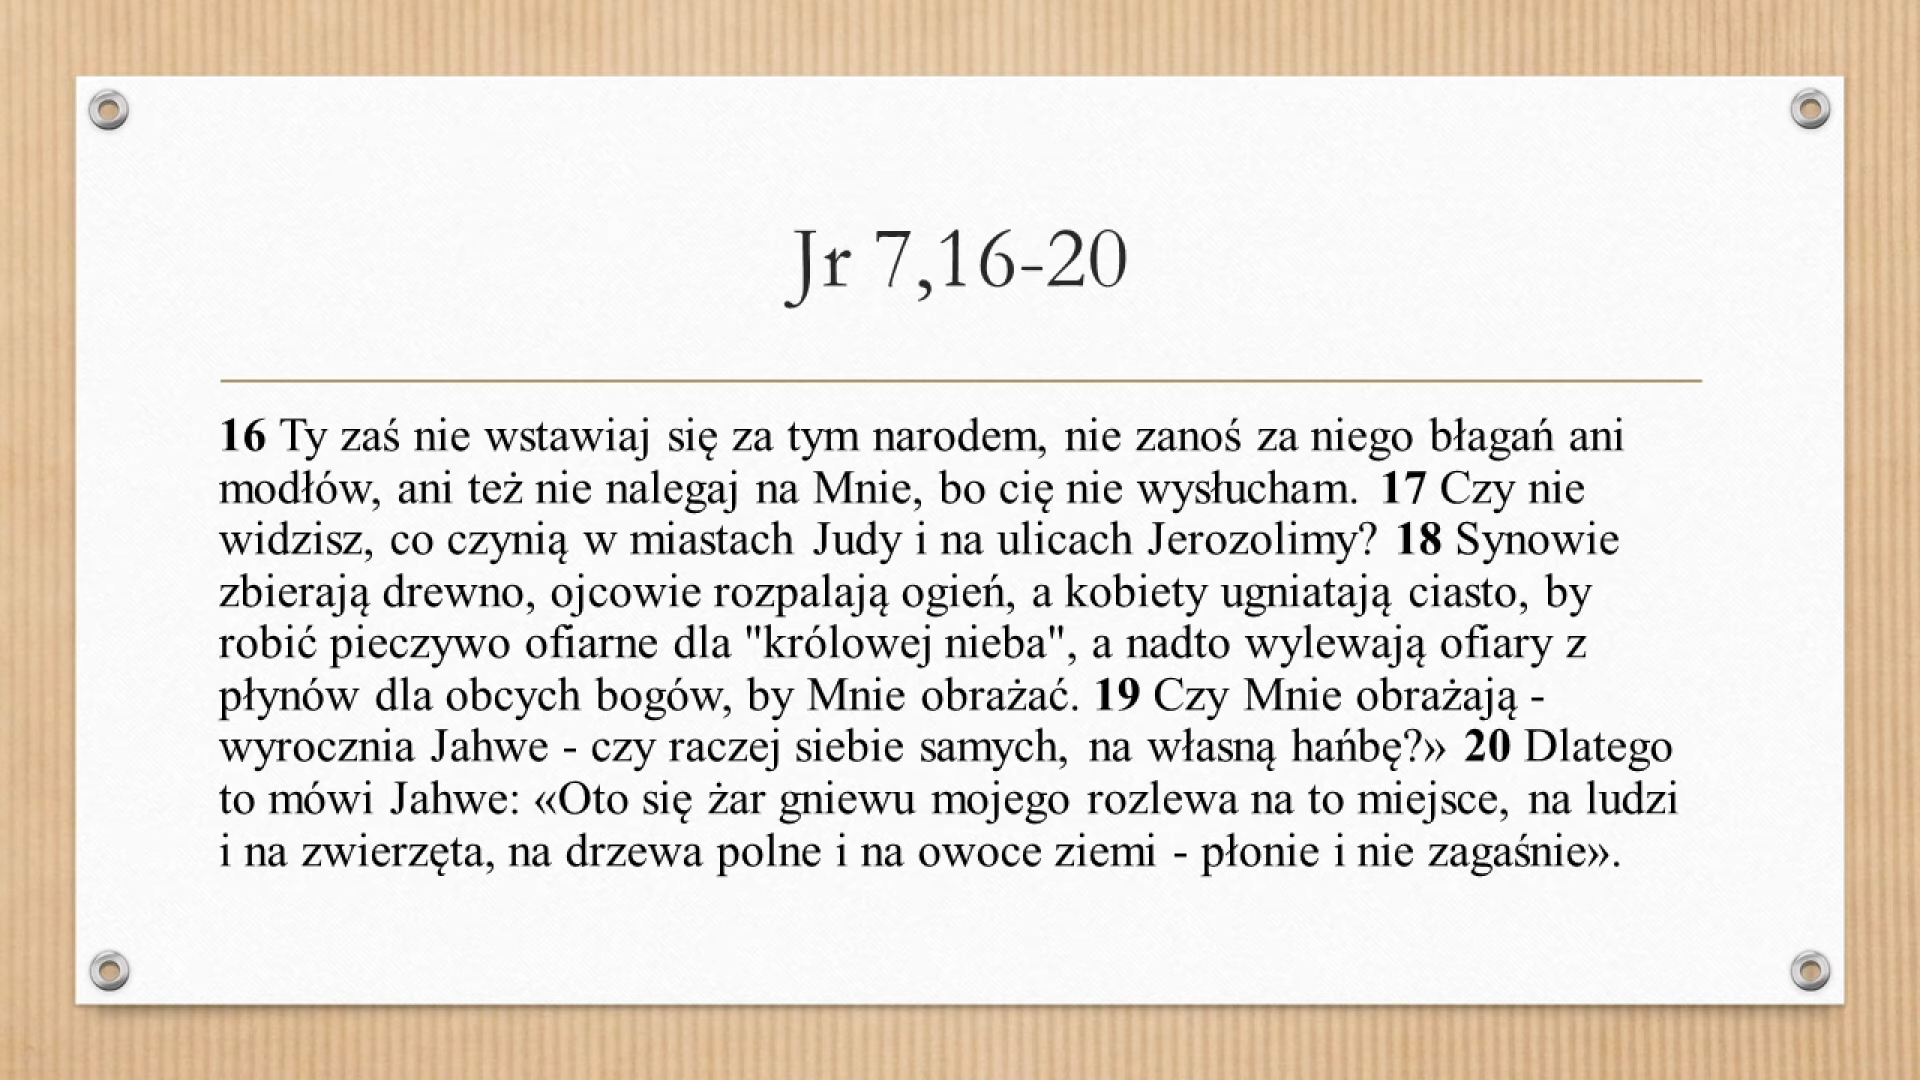 Jr 7,16-20
16 Ty zaś nie wstawiaj się za tym narodem, nie zanoś za niego błagań ani
modłów, ani też nie nalegaj na Mnie, bo cię nie wysłucham. 17 Czy nie
widzisz, co czynią w miastach Judy i na ulicach Jerozolimy? 18 Synowie
zbierają drewno, ojcowie rozpalają ogień, a kobiety ugniatają ciasto, by
robić pieczywo ofiarne dla "królowej nieba", a nadto wylewają ofiary z
płynów dla obcych bogów, by Mnie obrażać. 19 Czy Mnie obrażają -
wyrocznia Jahwe - czy raczej siebie samych, na własną hańbę?» 20 Dlatego
to mówi Jahwe: «Oto się żar gniewu mojego rozlewa na to miejsce, na ludzi
i na zwierzęta, na drzewa polne i na owoce ziemi - płonie i nie zagaśnie».